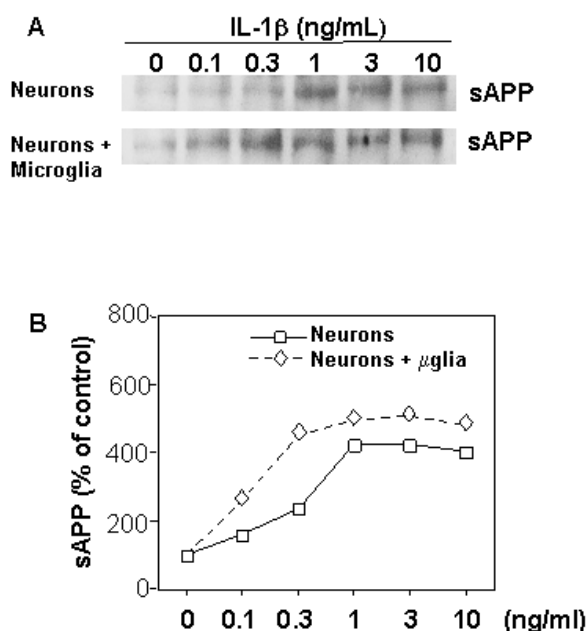 A
IL-1β (ng/mL)
0 0.1 0.3 1 3 10
Neurons
sAPP
Neurons +
Microglia
sAPP
B
sAPP (% of control)
800
600
400
200
0
Neurons
Neurons + μglia
0 0.1 0.3 1 3 10 (ng/ml)